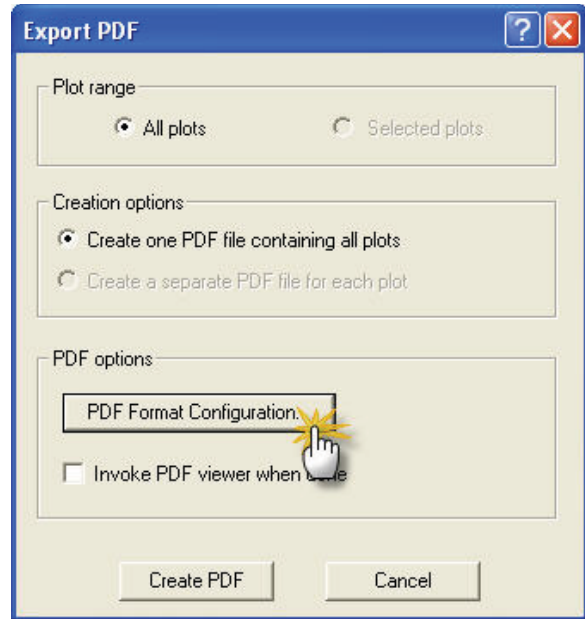 Export PDF
Plot range
All plots
Selected plots
Creation options
Create one PDF file containing all plots
Create a separate PDF file for each plot
PDF options
PDF Format Configuration.
Invoke PDF viewer when done
Create PDF
Cancel